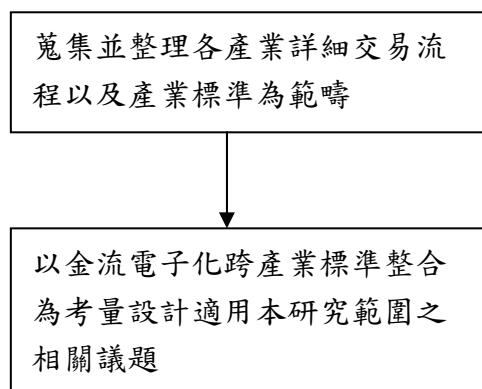 蒐集並整理各產業詳細交易流
程以及產業標準為範疇
以金流電子化跨產業標準整合
為考量設計適用本研究範圍之
相關議題